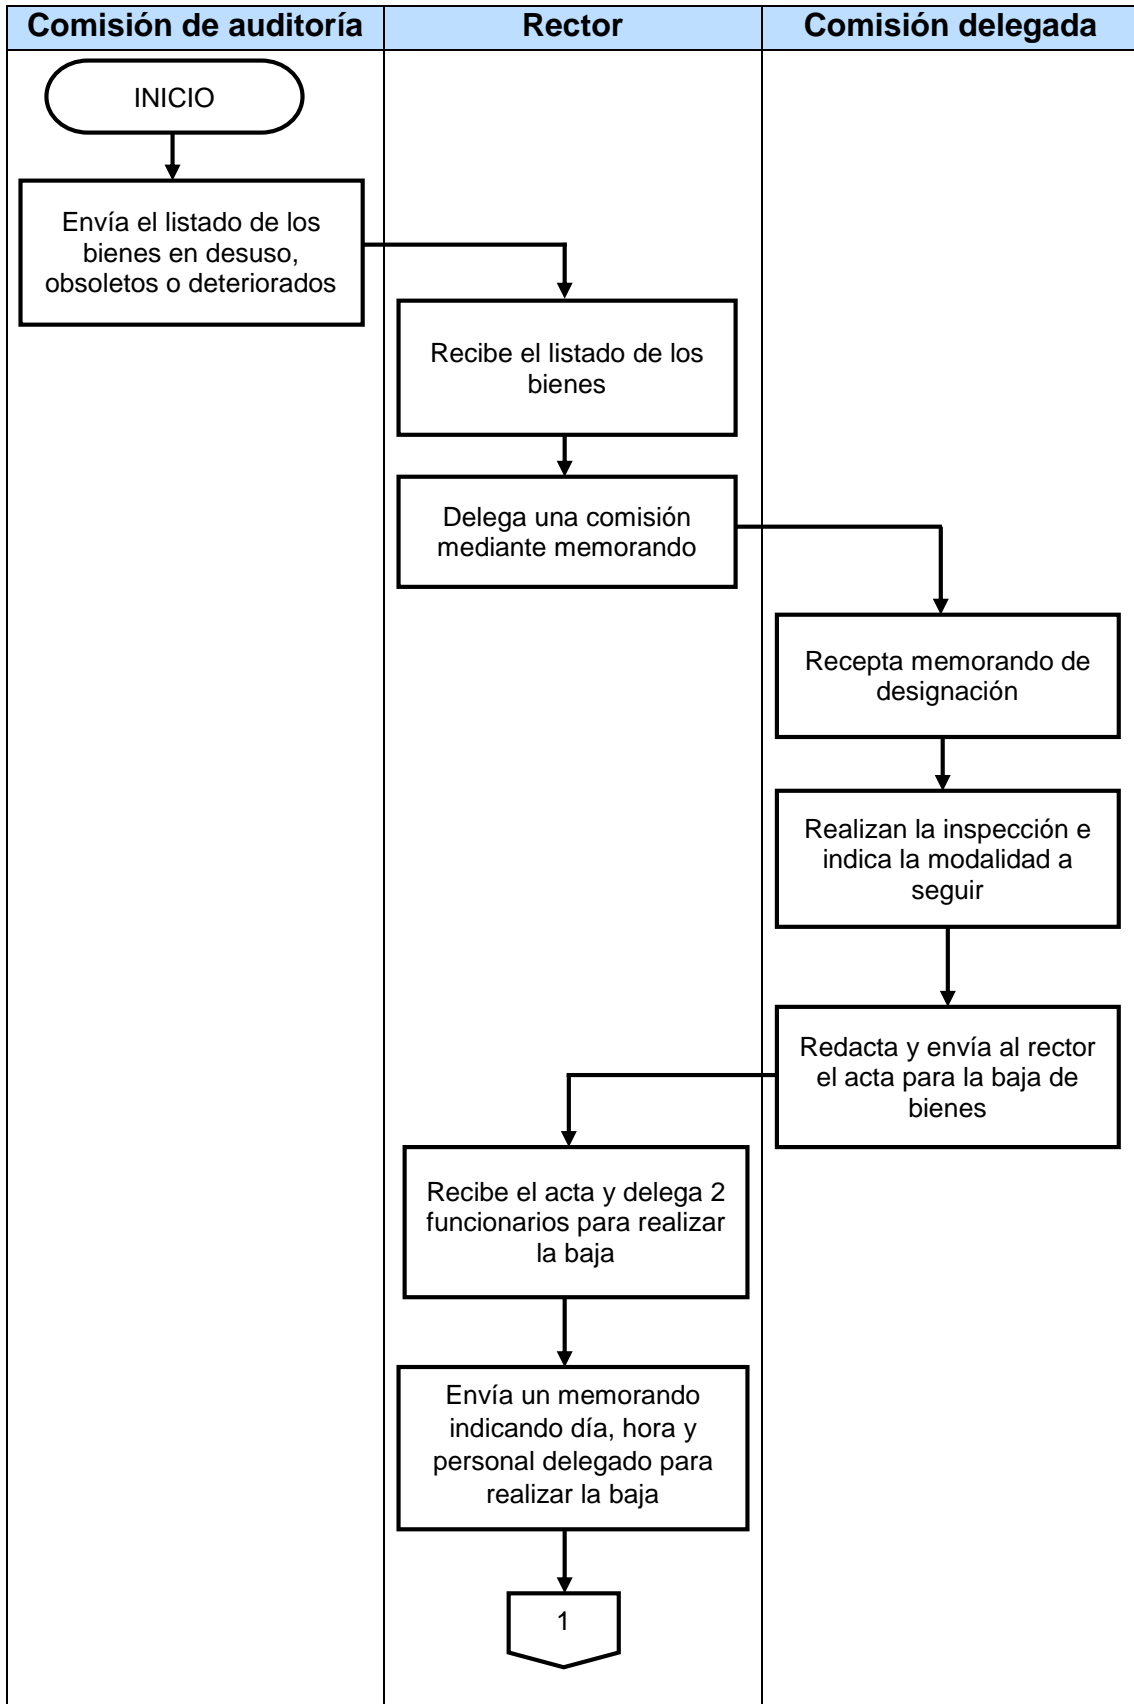 Comisión de auditoría
Rector
Comisión delegada
INICIO
Envía el listado de los
bienes en desuso,
obsoletos o deteriorados
Recibe el listado de los
bienes
Delega una comisión
mediante memorando
Recepta memorando de
designación
Realizan la inspección e
indica la modalidad a
seguir
Redacta y envía al rector
el acta para la baja de
bienes
Recibe el acta y delega 2
funcionarios para realizar
la baja
Envía un memorando
indicando día, hora y
personal delegado para
realizar la baja
1